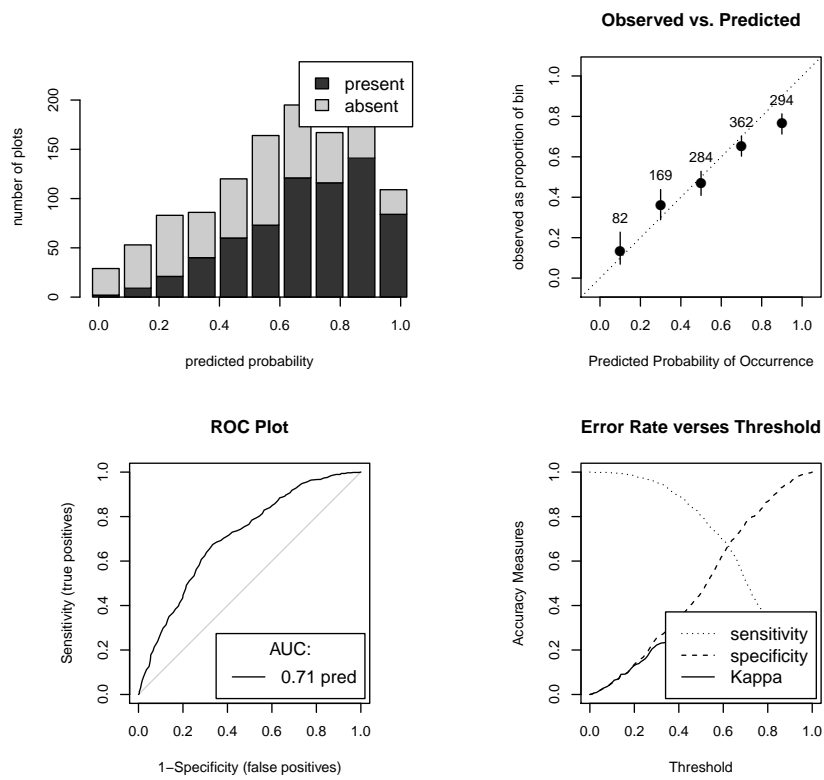 present
absent
number of plots
200
150
100
50
0
0.0 0.2 0.4 0.6 0.8 1.0
predicted probability
Observed vs. Predicted
observed as proportion of bin
1.0
0.8
0.6
0.4
0.2
0.0
82
169
284
362
294
0.0 0.2 0.4 0.6 0.8 1.0
Predicted Probability of Occurrence
ROC Plot
Sensitivity (true positives)
1.0
0.8
0.6
0.4
0.2
0.0
AUC:
0.71 pred
0.0 0.2 0.4 0.6 0.8 1.0
1−Specificity (false positives)
Error Rate verses Threshold
Accuracy Measures
1.0
0.8
0.6
0.4
0.2
0.0
sensitivity
specificity
Kappa
0.0 0.2 0.4 0.6 0.8 1.0
Threshold